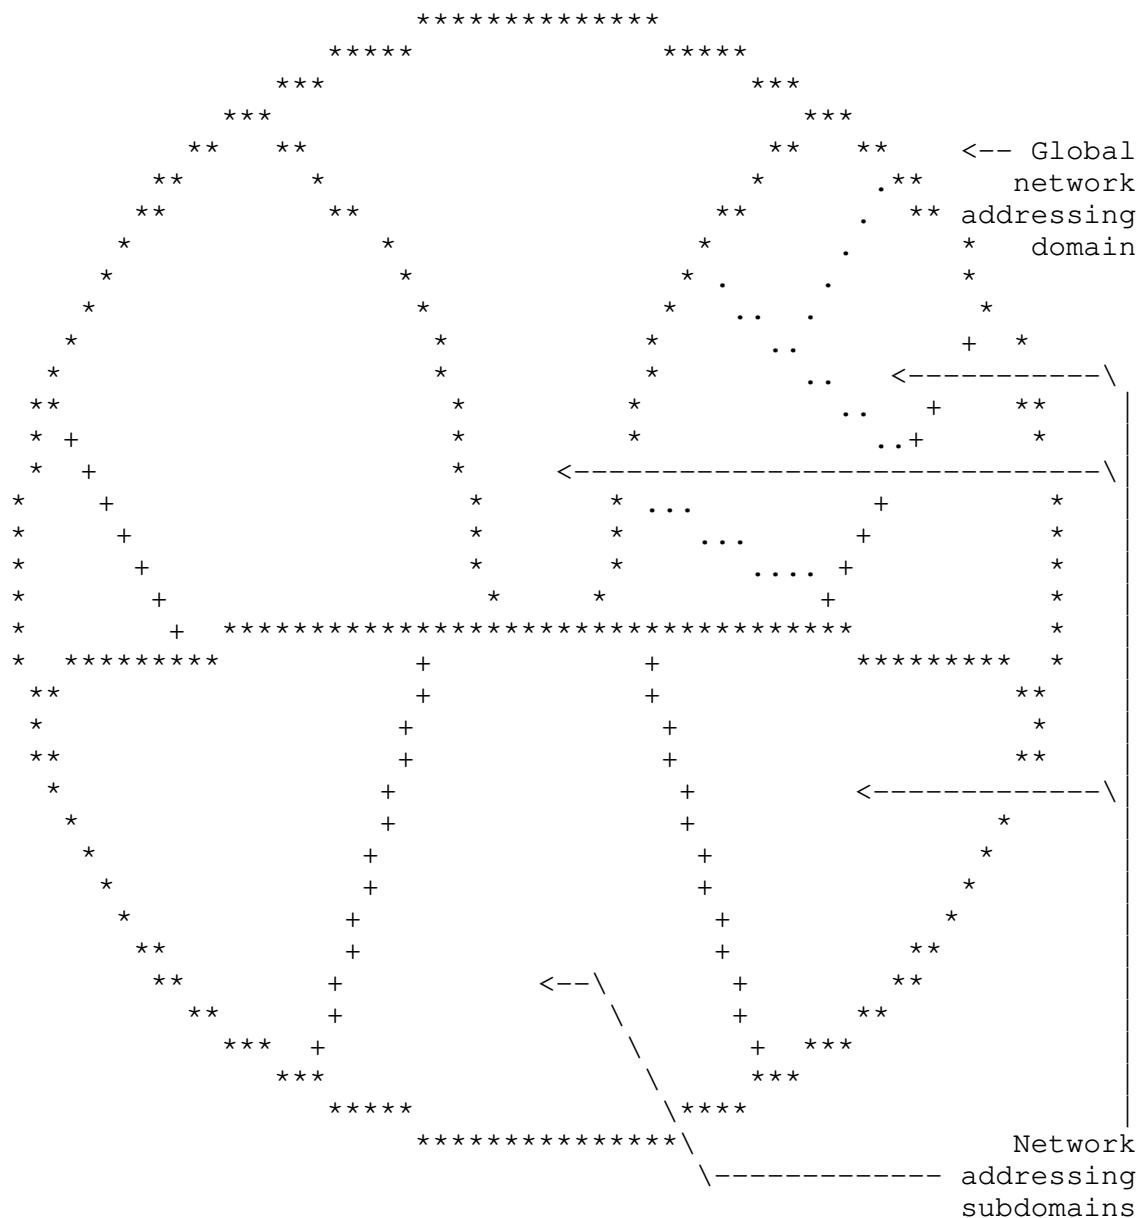 Global
network
addressing
domain
Network
addressing
subdomains